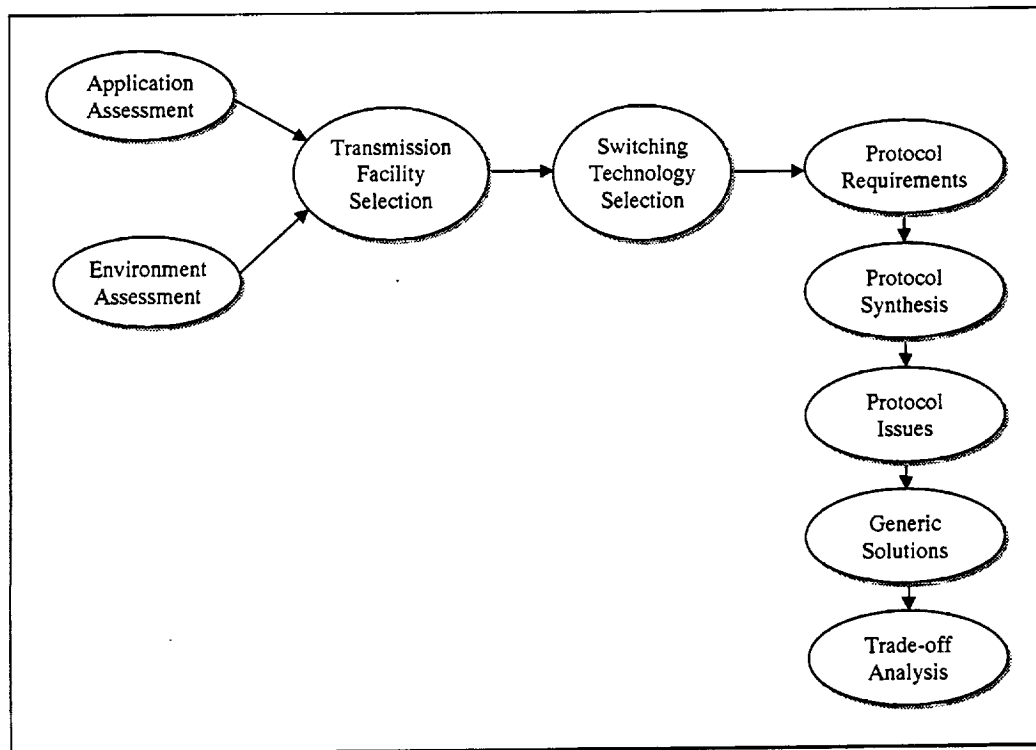 Application
Assessment
Environment
Assessment
Transmission
Facility
Selection
Switching
Technology
Selection
Protocol
Requirements
Protocol
Synthesis
Protocol
Issues
Generic
Solutions
Trade-off
Analysis